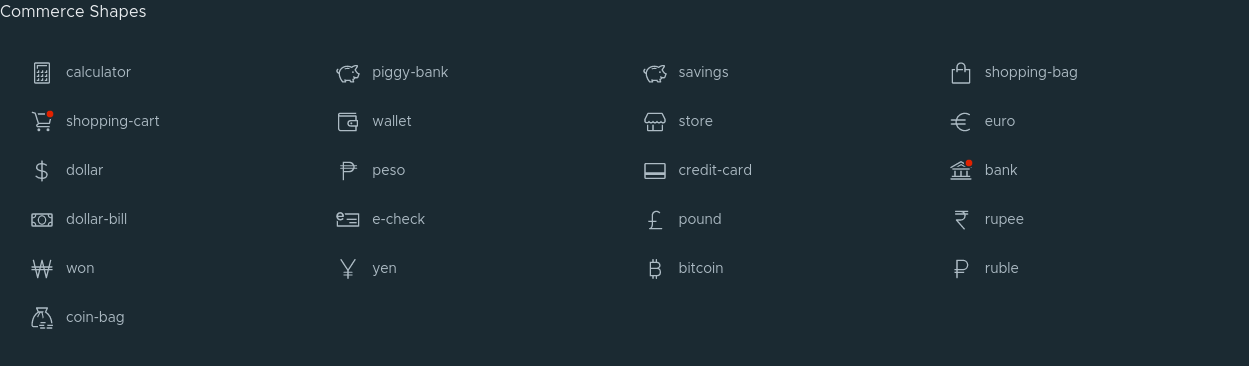 Commerce Shapes
calculator piggy-bank savings shopping-bag
shopping-cart wallet store euro
dollar peso credit-card bank
dollar-bill e-check pound rupee
won yen bitcoin ruble
coin-bag